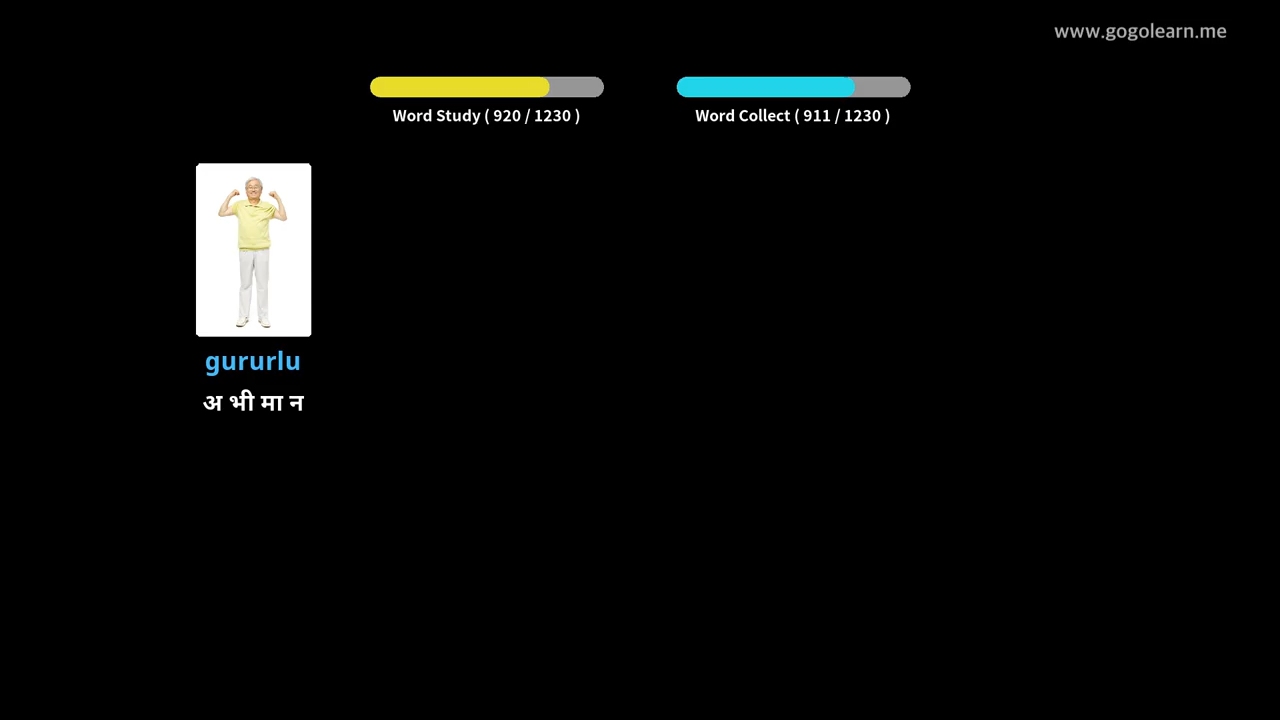 www.gogolearn.me
Word Study ( 920 / 1230 )
Word Collect ( 911 / 1230 )
gururlu
अ भी मा न